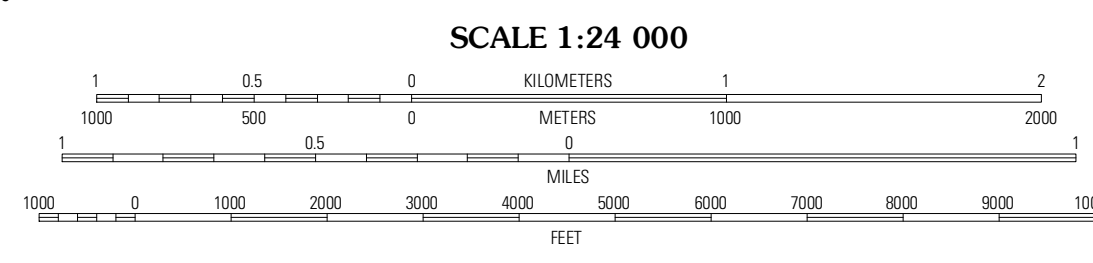 SCALE 1:24 000
1 0.5 0 KILOMETERS 1 2
1000 500 0 METERS 1000 2000
1 0.5 0 1
MILES
1000 0 1000 2000 3000 4000 5000 6000 7000 8000 9000
FEET